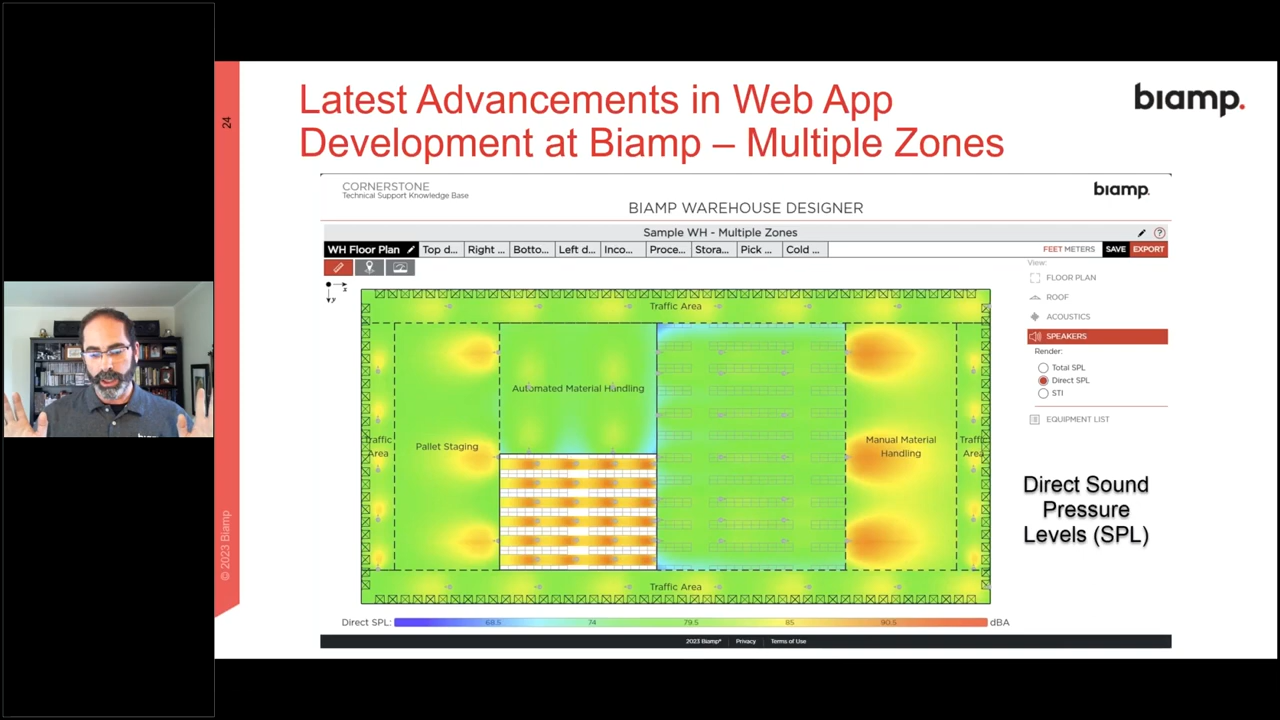 24
© 2023 Biamp
Latest Advancements in Web App
Development at Biamp – Multiple Zones
biamp.
CORNERSTONE
Technical Support Knowledge Base
biamp.
BIAMP WAREHOUSE DESIGNER
Sample WH - Multiple Zones
?
WH Floor Plan Top d... Right ... Botto... Left d... Inco... Proce... Stora... Pick ... Cold ... FEET METERS SAVE EXPORT
x
y
View:
FLOOR PLAN
ROOF
ACOUSTICS
SPEAKERS
Render:
Total SPL
Direct SPL
STI
EQUIPMENT LIST
Traffic Area
Automated Material Handling
Traffic
Area
Pallet Staging
Manual Material
Handling
Traffic
Area
Traffic Area
Direct Sound
Pressure
Levels (SPL)
Direct SPL: 68.5 74 79.5 85 90.5 dBA
2023 Biamp® Privacy Terms of Use